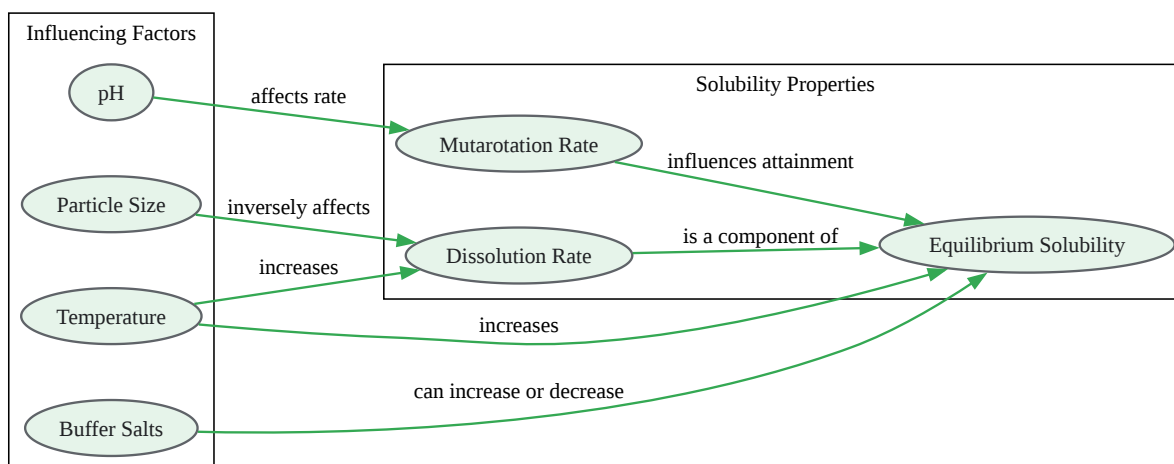 Influencing Factors
pH
affects rate
Solubility Properties
Mutarotation Rate
influences attainment
Particle Size
inversely affects
Dissolution Rate
is a component of
Equilibrium Solubility
increases
Temperature
increases
can increase or decrease
Buffer Salts